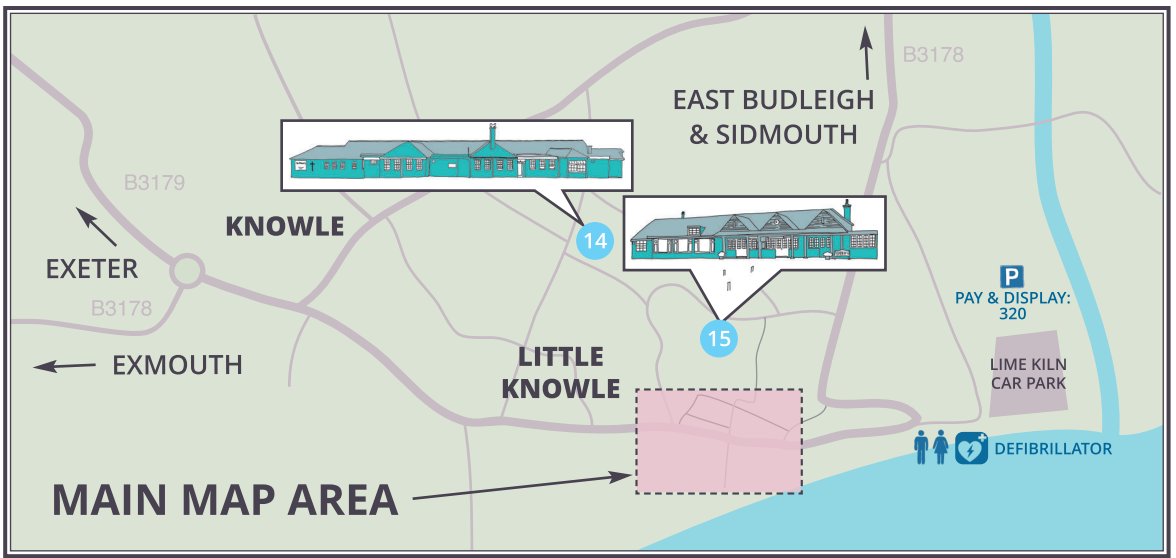 B3178
EAST BUDLEIGH
& SIDMOUTH
B3179
KNOWLE
14
EXETER
P
PAY & DISPLAY:
320
B3178
15
EXMOUTH
LITTLE
KNOWLE
LIME KILN
CAR PARK
DEFIBRILLATOR
MAIN MAP AREA